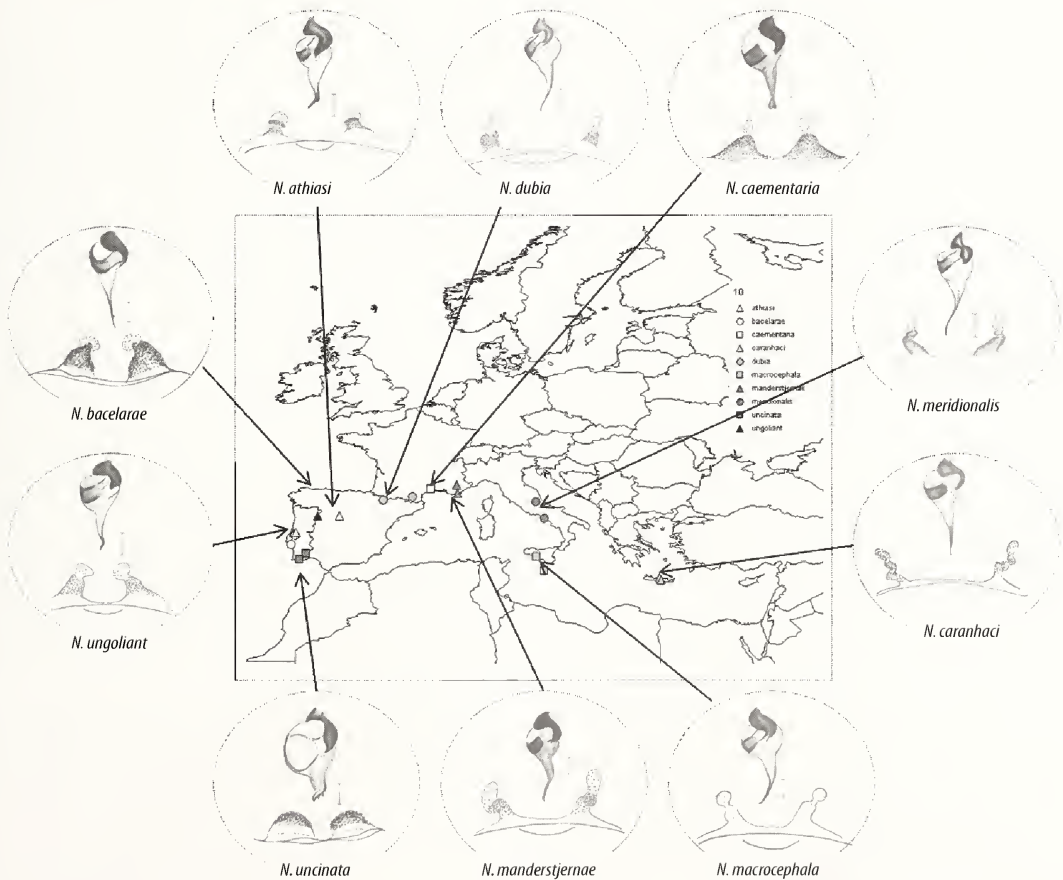 N. athiasi
N. dubia
N. caementaria
N. bacelarae
N. meridionalis
10
athiasi
bacelarae
caementaria
caranhaci
dubia
macrocephala
manderstjernae
meridionalis
uncinata
ungoliant
N. ungoliant
N. caranhaci
N. uncinata
N. manderstjernae
N. macrocephala